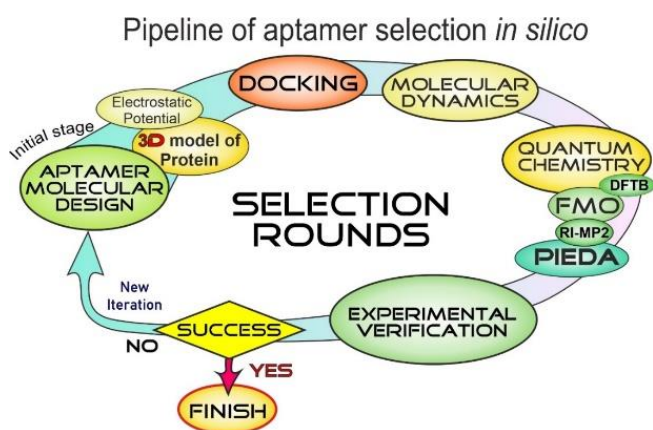 Pipeline of aptamer selection in silico
Initial stage
Electrostatic
Potential
3D model of
Protein
APTAMER
MOLECULAR
DESIGN
DOCKING
MOLECULAR
DYNAMICS
QUANTUM
CHEMISTRY
DFTB
FMO
RI-MP2
PIEDA
SELECTION
ROUNDS
EXPERIMENTAL
VERIFICATION
New
Iteration
SUCCESS
NO
YES
FINISH